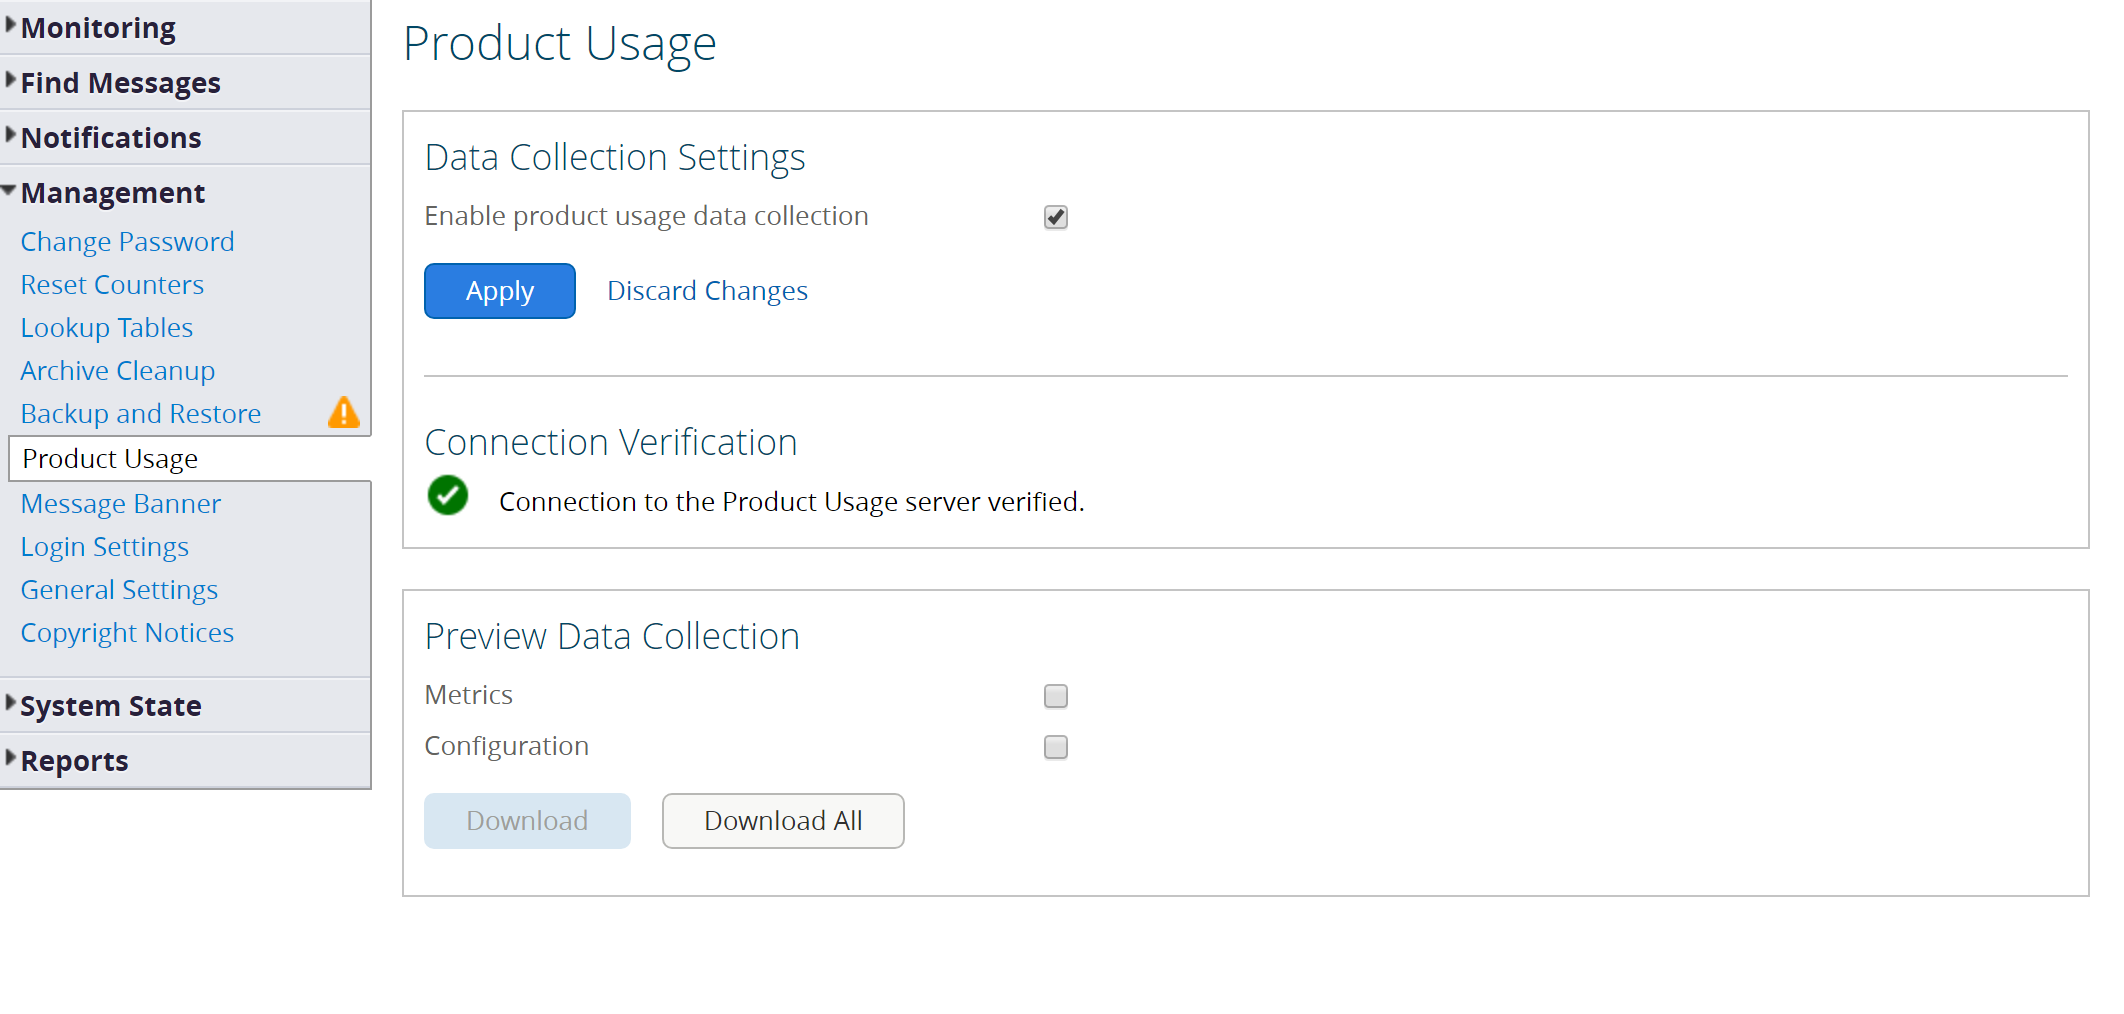 Monitoring
Find Messages
Notifications
Management
Change Password
Reset Counters
Lookup Tables
Archive Cleanup
Backup and Restore
Product Usage
Message Banner
Login Settings
General Settings
Copyright Notices
System State
Reports
Product Usage
Data Collection Settings
Enable product usage data collection
Apply Discard Changes
Connection Verification
Connection to the Product Usage server verified.
Preview Data Collection
Metrics
Configuration
Download Download All